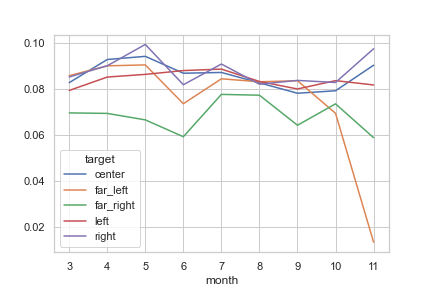 0.10
0.08
0.06
0.04
0.02
target
center
far_left
far_right
left
right
3 4 5 6 7 8 9 10 11
month